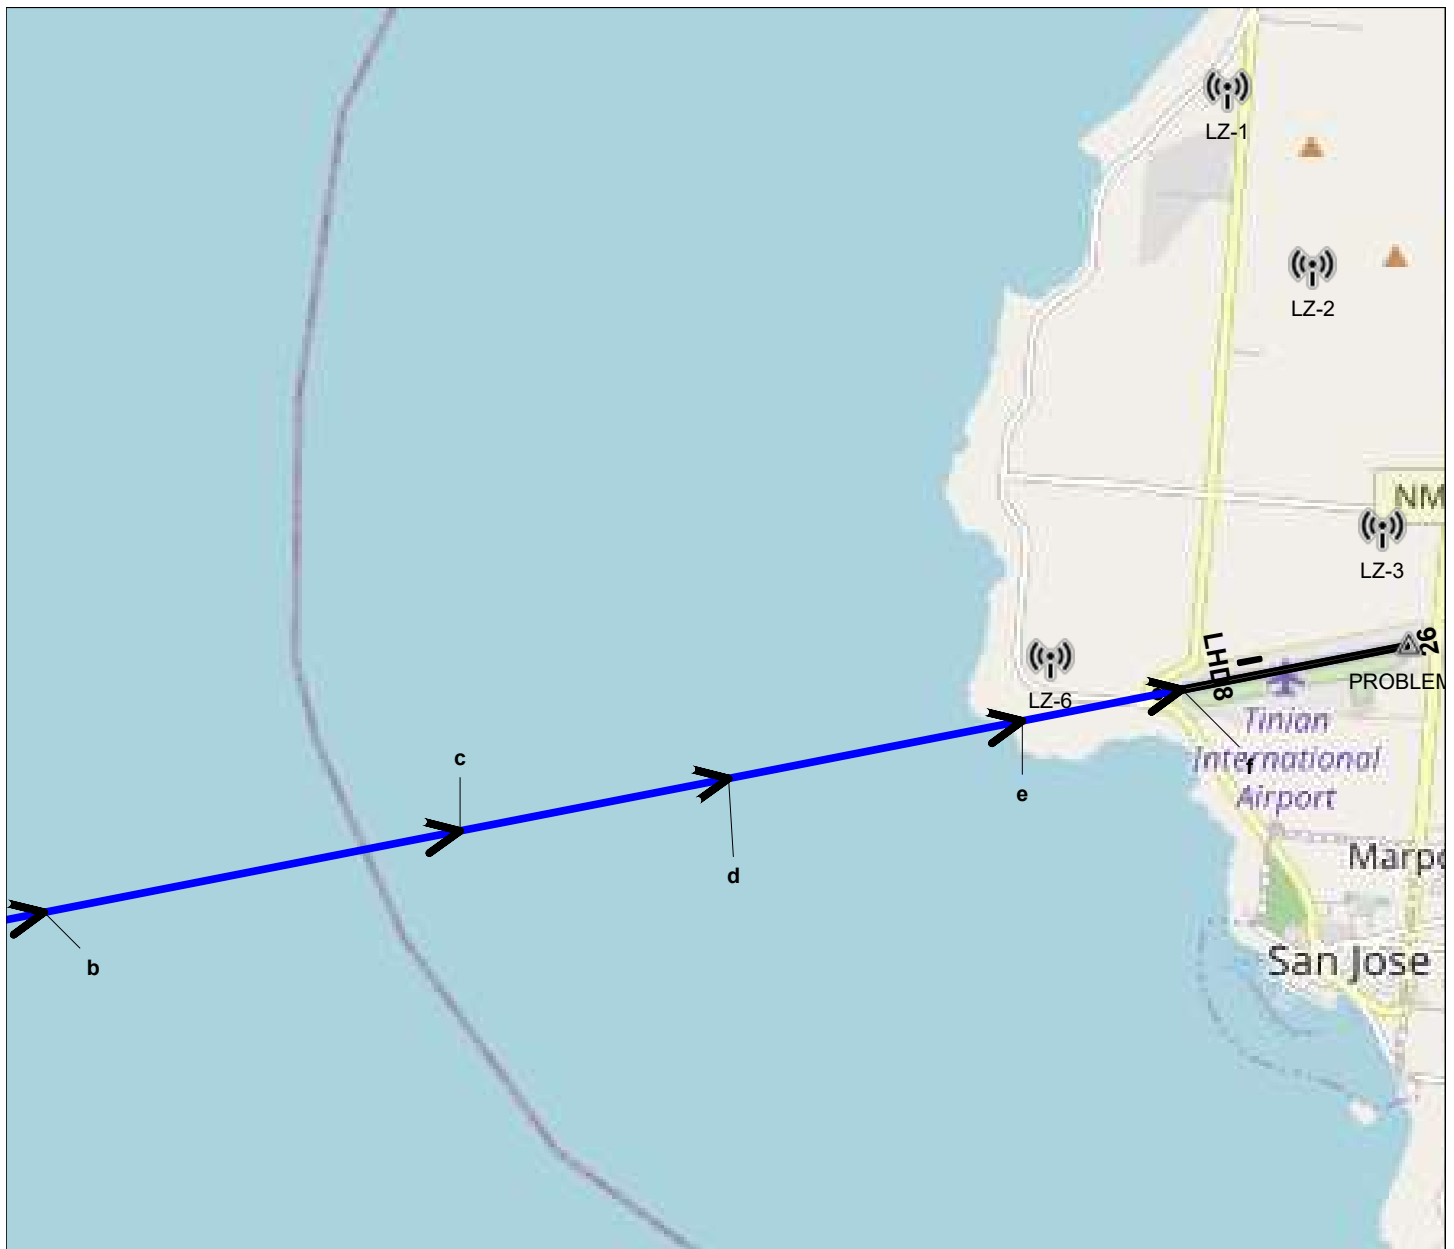 LZ-1
LZ-2
NM
LZ-3
LHD8
26
LZ-6
PROBLEM
Tinian
International
Airport
c
e
f
d
Marpo
San Jose
b